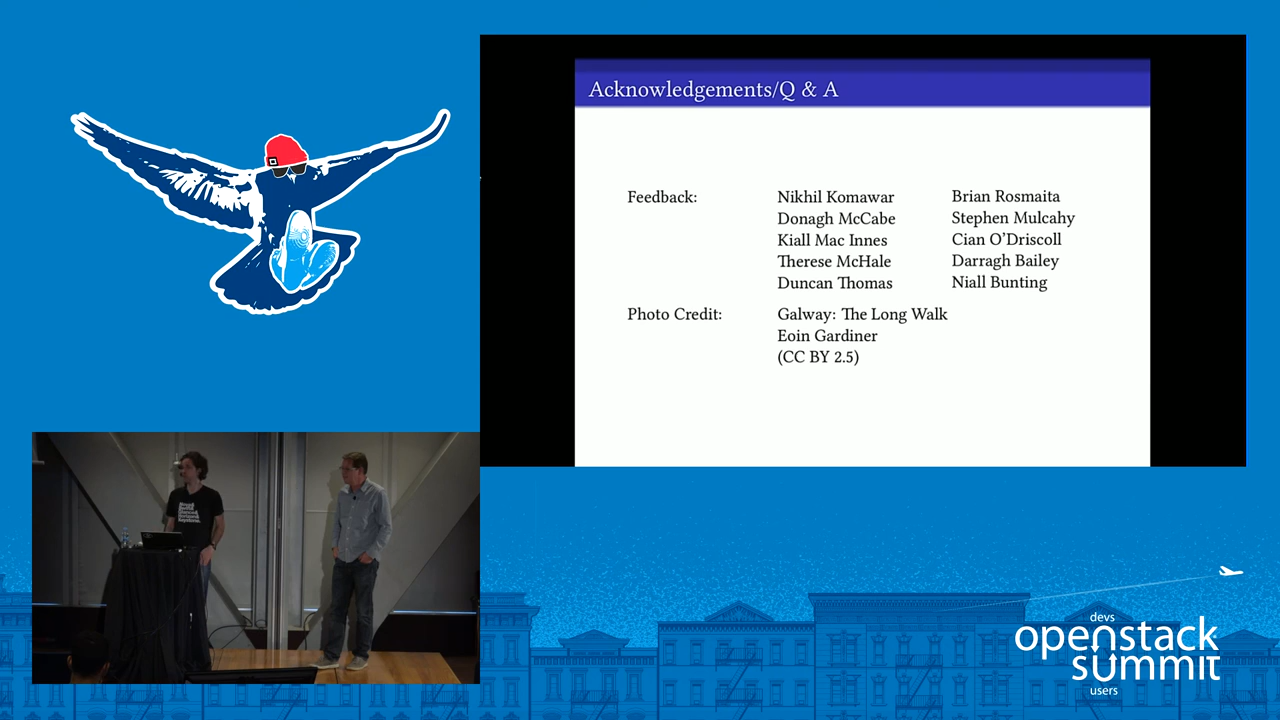 Acknowledgements/Q & A
Feedback:
Nikhil Komawar
Brian Rosmaita
Donagh McCabe
Stephen Mulcahy
Kiall Mac Innes
Cian O'Driscoll
Therese McHale
Darragh Bailey
Duncan Thomas
Niall Bunting
Photo Credit:
Galway: The Long Walk
Eoin Gardiner
(CC BY 2.5)
devs
openstack
summit
users